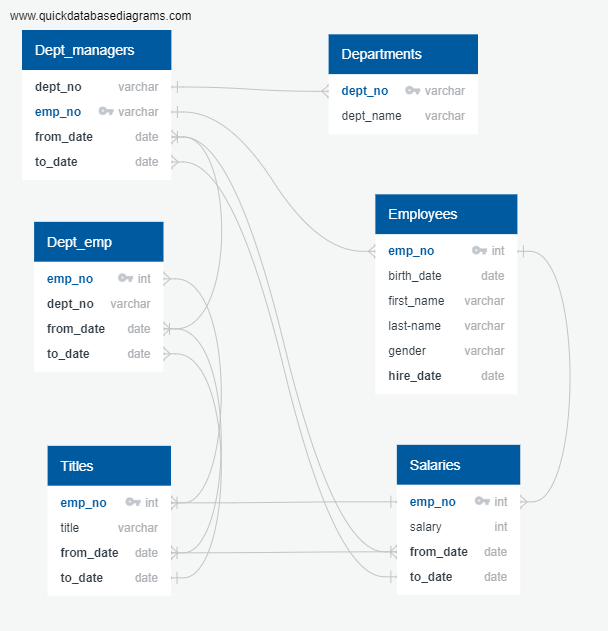 www.quickdatabasediagrams.com
Dept_managers
dept_no varchar
emp_no varchar
from_date date
to_date date
Departments
dept_no varchar
dept_name varchar
Dept_emp
emp_no int
dept_no varchar
from_date date
to_date date
Employees
emp_no int
birth_date date
first_name varchar
last-name varchar
gender varchar
hire_date date
Titles
emp_no int
title varchar
from_date date
to_date date
Salaries
emp_no int
salary int
from_date date
to_date date